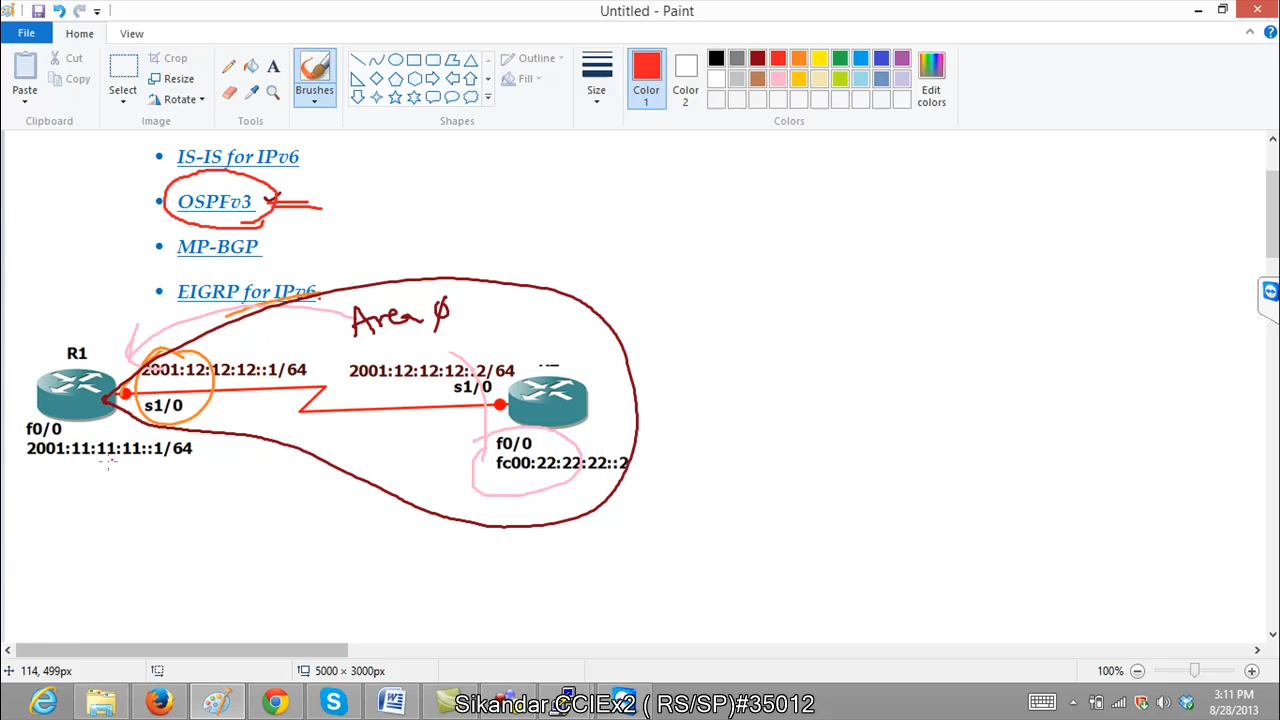 Untitled - Paint
File
Home
View
Paste
Cut
Copy
Clipboard
Select
Crop
Resize
Rotate
Image
Tools
Brushes
Shapes
Outline
Fill
Size
Color 1
Color 2
Edit colors
Colors
• IS-IS for IPv6
• OSPFv3
• MP-BGP
• EIGRP for IPv6
Area 0
R1
2001:12:12:12::1/64
2001:12:12:12::2/64
s1/0
s1/0
f0/0
2001:11:11:11::1/64
f0/0
fc00:22:22:22::2
114, 499px
5000 × 3000px
100%
Sikandar CCIEx2 ( RS/SP)#35012
3:11 PM
8/28/2013